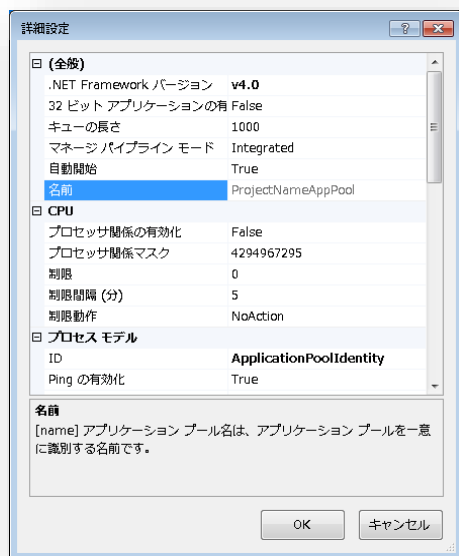 詳細設定
(全般)
.NET Framework バージョン v4.0
32 ビット アプリケーションの有 False
キューの長さ 1000
マネージ パイプライン モード Integrated
自動開始 True
名前 ProjectNameAppPool
CPU
プロセッサ関係の有効化 False
プロセッサ関係マスク 4294967295
制限 0
制限間隔 (分) 5
制限動作 NoAction
プロセス モデル
ID ApplicationPoolIdentity
Ping の有効化 True
名前
[name] アプリケーション プール名は、アプリケーション プールを一意
に識別する名前です。
OK キャンセル